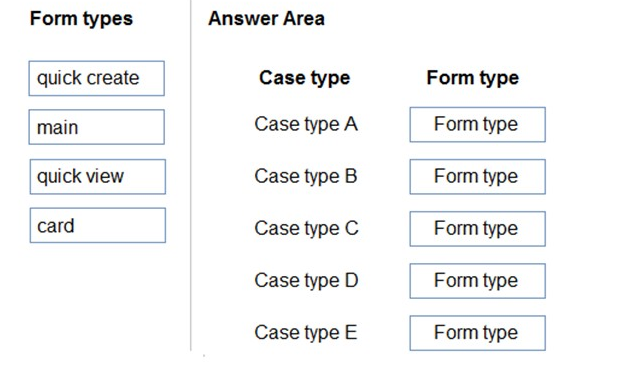 Form types
quick create
main
quick view
card
Answer Area
Case type Form type
Case type A Form type
Case type B Form type
Case type C Form type
Case type D Form type
Case type E Form type